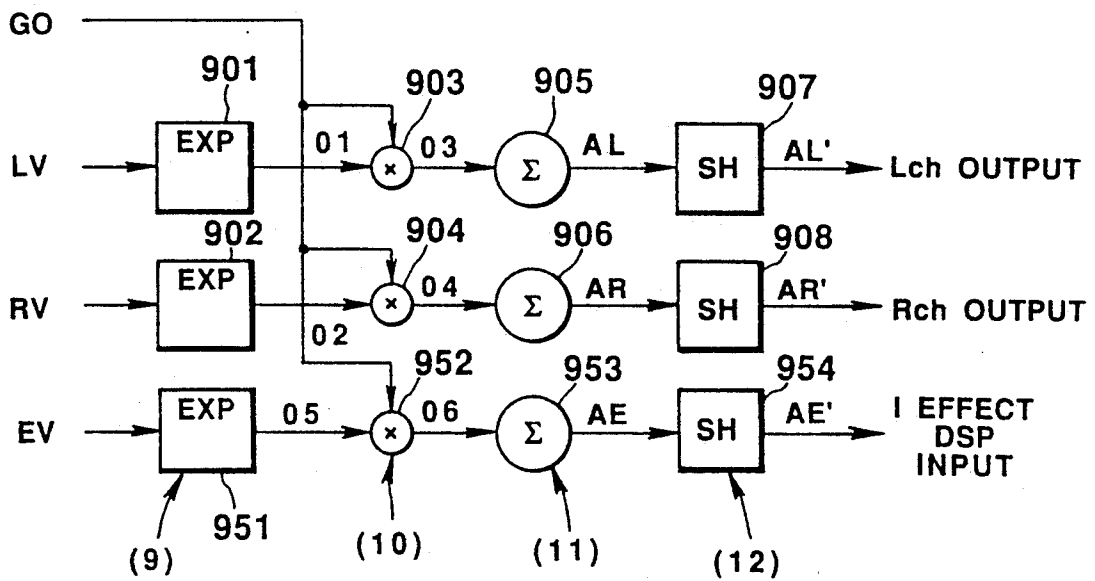 GO
901
903
905
907
LV
EXP
01
×
03
Σ
AL
SH
AL'
Lch OUTPUT
902
904
906
908
RV
EXP
02
×
04
Σ
AR
SH
AR'
Rch OUTPUT
952
953
954
EV
EXP
05
×
06
Σ
AE
SH
AE'
I EFFECT
DSP
INPUT
951
(9)
(10)
(11)
(12)